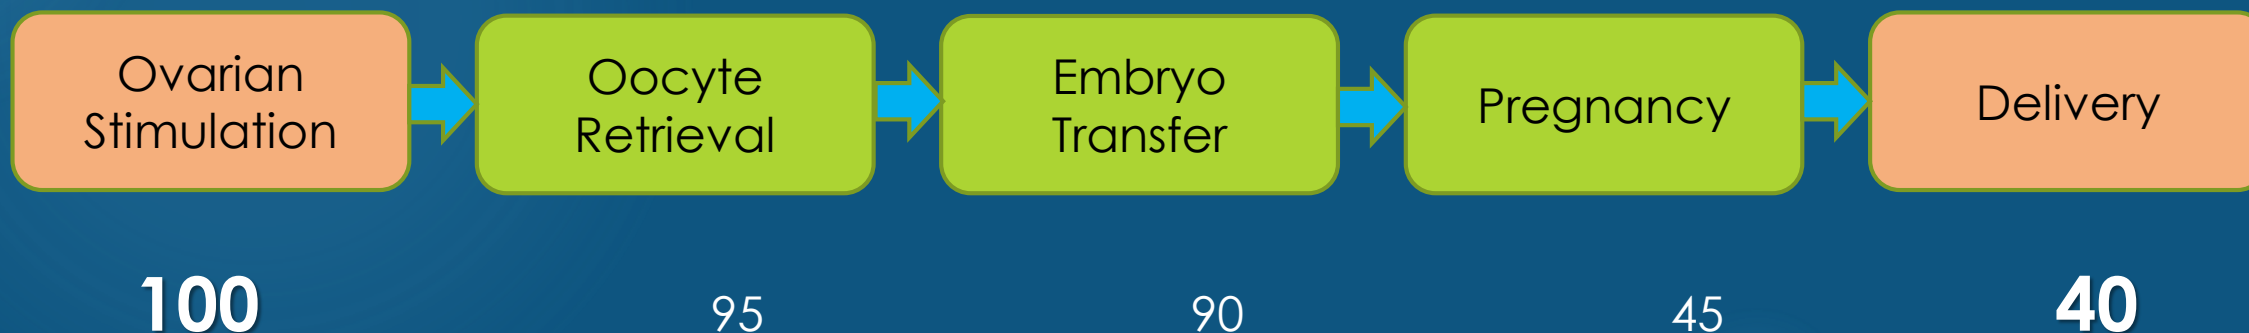 Ovarian
Stimulation
Oocyte
Retrieval
Embryo
Transfer
Pregnancy
Delivery
100
95
90
45
40